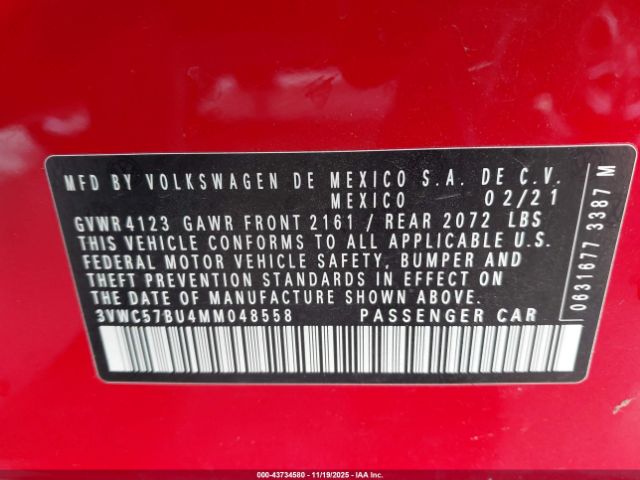 MFD BY VOLKSWAGEN DE MEXICO S.A. DE C.V.
MEXICO 02/21
GVWR 4123 GAWR FRONT 2161 / REAR 2072 LBS
THIS VEHICLE CONFORMS TO ALL APPLICABLE U.S.
FEDERAL MOTOR VEHICLE SAFETY, BUMPER AND
THEFT PREVENTION STANDARDS IN EFFECT ON
THE DATE OF MANUFACTURE SHOWN ABOVE.
3VWC57BU4MM048558 PASSENGER CAR
0631677 3387 M
000-43734580 - 11/19/2025 - IAA Inc.